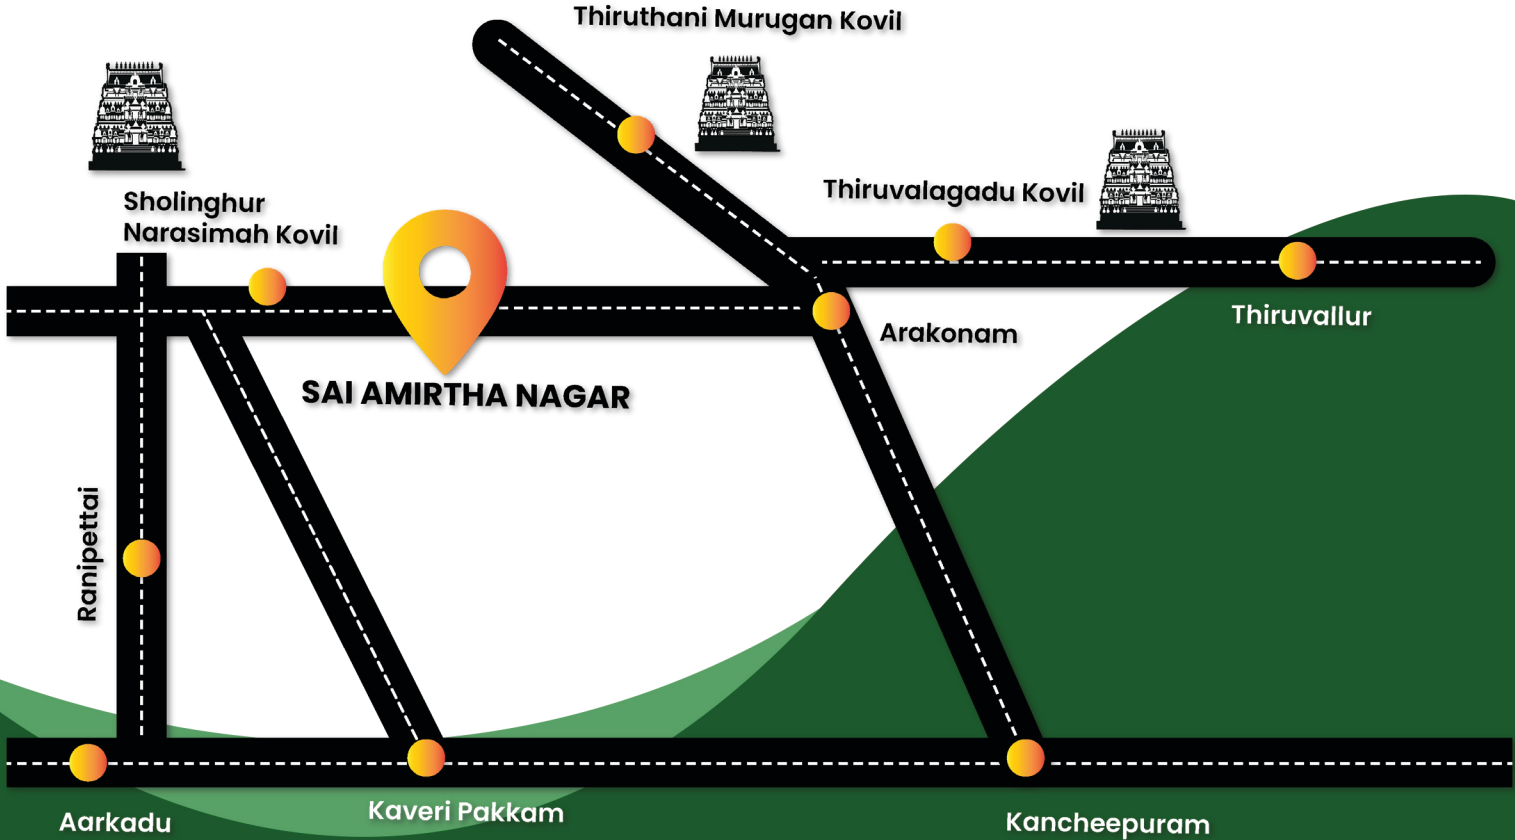 Thiruthani Murugan Kovil
Thiruvalagadu Kovil
Sholinghur
Narasimah Kovil
Thiruvallur
Arakonam
SAI AMIRTHA NAGAR
Ranipettai
Kaveri Pakkam
Aarkadu
Kancheepuram